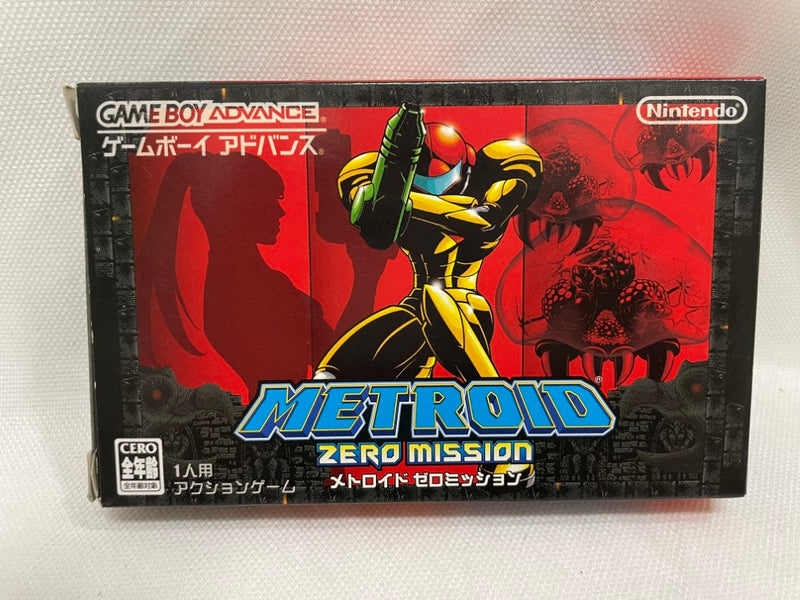 GAME BOY ADVANCE
ゲームボーイ アドバンス®
Nintendo®
METROID®
ZERO MISSION
メトロイド ゼロミッション
CERO
全年齢
全年齢対象
1人用
アクションゲーム